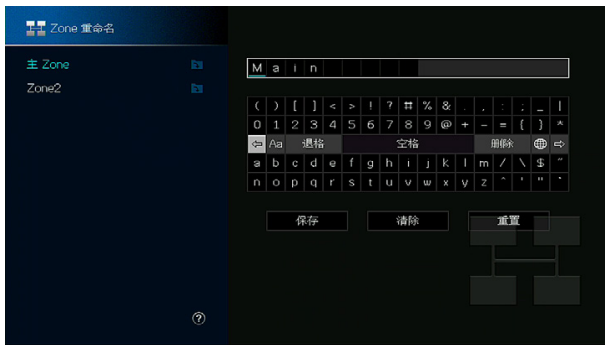 Zone 重命名
主 Zone
Zone2
Main
( ) [ ] < > ! ? # % & . , : ; _ |
0 1 2 3 4 5 6 7 8 9 @ + - = { } *
⇦ Aa 退格 空格 删除 ⇨
a b c d e f g h i j k l m / \ $ ~
n o p q r s t u v w x y z ^ ' " `
保存 清除 重置
?